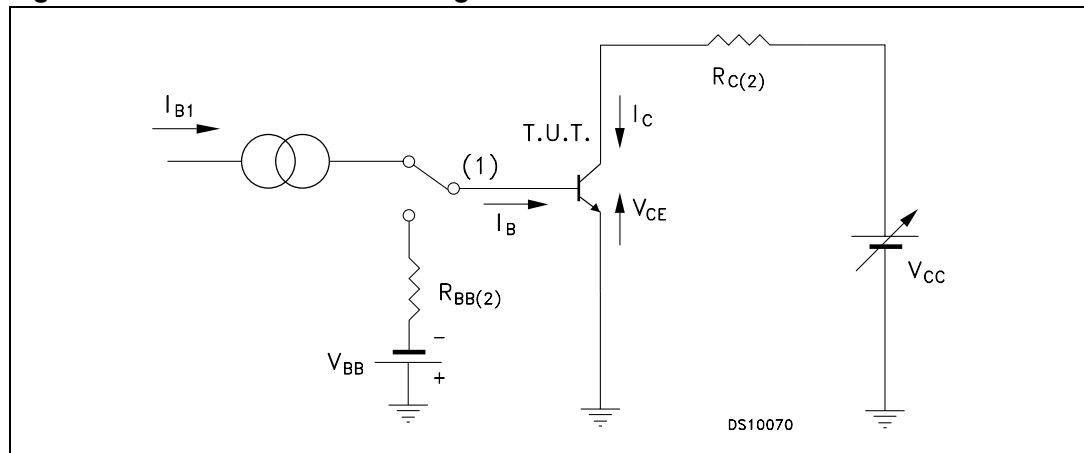 I_B1
R_C(2)
I_C
T.U.T.
(1)
I_B
V_CE
V_CC
R_BB(2)
V_BB
−
+
DS10070